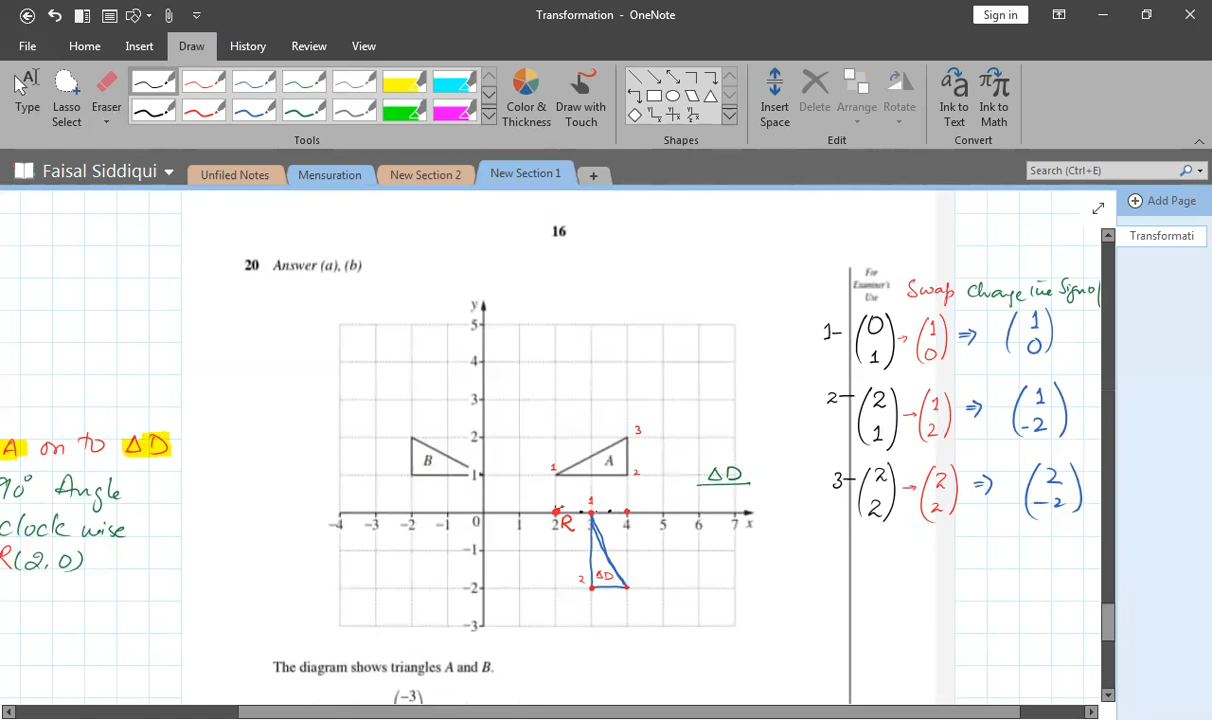 Transformation - OneNote
Sign in
File Home Insert Draw History Review View
Type
Lasso Select
Eraser
Color & Thickness
Draw with Touch
Insert Space
Delete
Arrange
Rotate
Ink to Text
Ink to Math
Tools
Shapes
Edit
Convert
Faisal Siddiqui
Unfiled Notes Mensuration New Section 2 New Section 1 +
Search (Ctrl+E)
Add Page
Transformati
16
20 Answer (a), (b)
For
Examiner's
Use
Swap Change the Sign of
1- (0 1) → (1 0) ⇒ (1 0)
2- (2 1) → (1 2) ⇒ (1 -2)
3- (2 2) → (2 2) ⇒ (2 -2)
A on to ΔD
90° Angle
clock wise
R(2,0)
y
5
4
3
2
1
-1
-2
-3
-4 -3 -2 -1 0 1 2 3 4 5 6 7 x
B
A
1
2
3
ΔD
R
1
2
ΔD
The diagram shows triangles A and B.
(-3)